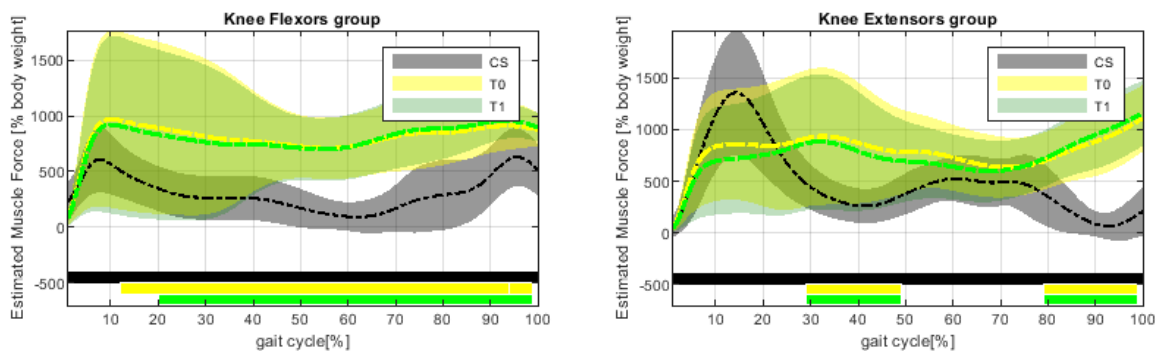 Knee Flexors group
Estimated Muscle Force [% body weight]
1500
1000
500
0
-500
CS
T0
T1
10 20 30 40 50 60 70 80 90 100
gait cycle[%]
Knee Extensors group
Estimated Muscle Force [% body weight]
1500
1000
500
0
-500
CS
T0
T1
10 20 30 40 50 60 70 80 90 100
gait cycle[%]